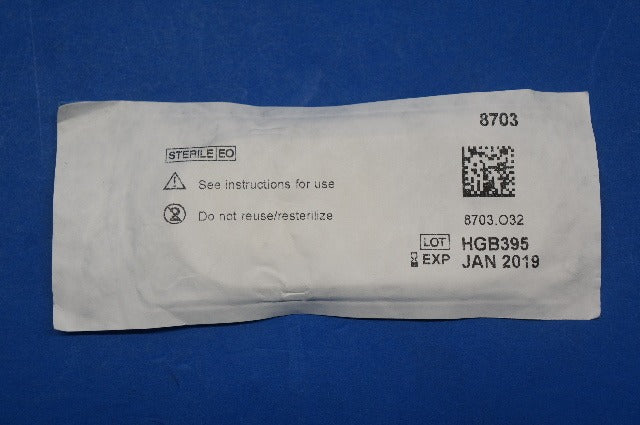 8703
STERILE EO
See instructions for use
Do not reuse/resterilize
8703.O32
LOT HGB395
EXP JAN 2019